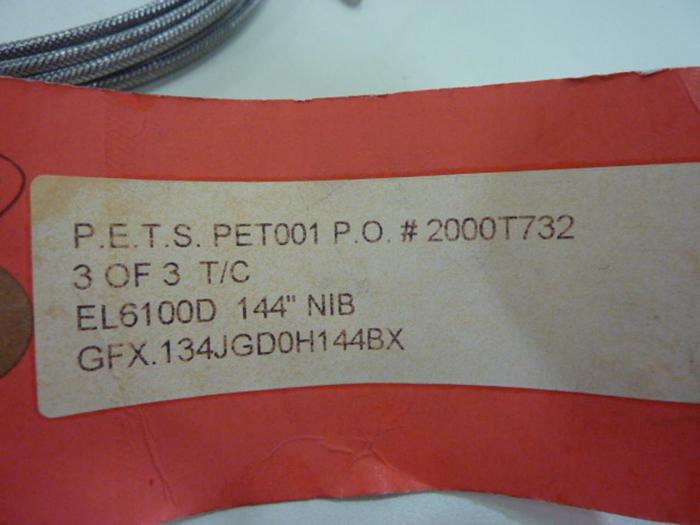 P.E.T.S. PET001 P.O. # 2000T732
3 OF 3 T/C
EL6100D 144" NIB
GFX.134JGD0H144BX